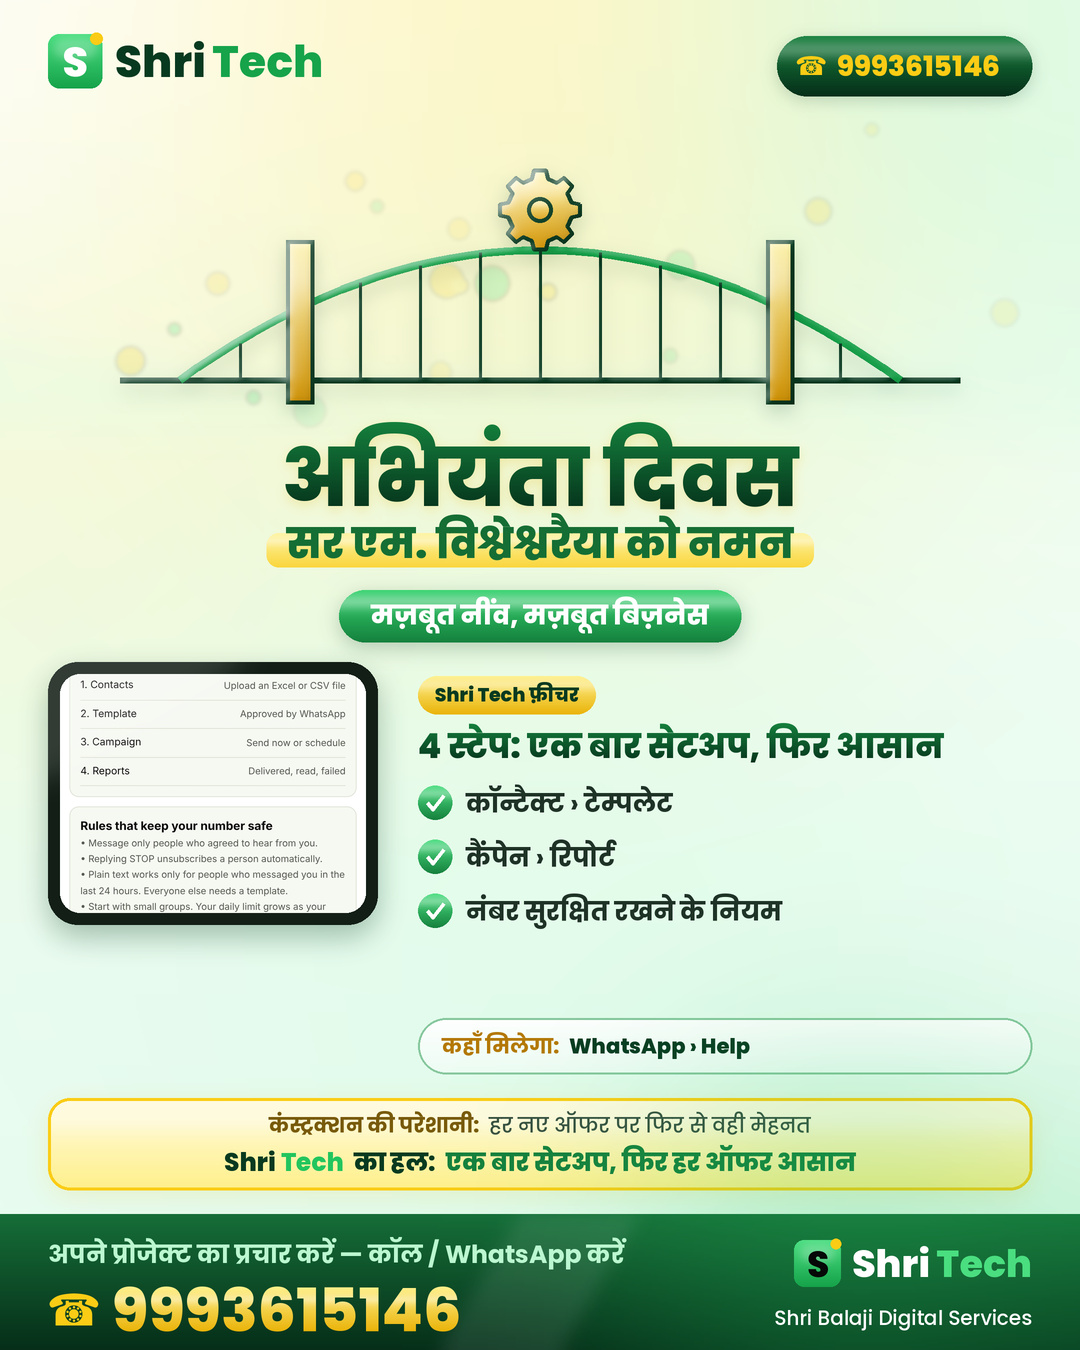 S Shri Tech
☎ 9993615146
अभियंता दिवस
सर एम. विश्वेश्वरैया को नमन
मज़बूत नींव, मज़बूत बिज़नेस
1. Contacts Upload an Excel or CSV file
2. Template Approved by WhatsApp
3. Campaign Send now or schedule
4. Reports Delivered, read, failed
Rules that keep your number safe
• Message only people who agreed to hear from you.
• Replying STOP unsubscribes a person automatically.
• Plain text works only for people who messaged you in the
last 24 hours. Everyone else needs a template.
• Start with small groups. Your daily limit grows as your
Shri Tech फ़ीचर
4 स्टेप: एक बार सेटअप, फिर आसान
कॉन्टैक्ट › टेम्पलेट
कैंपेन › रिपोर्ट
नंबर सुरक्षित रखने के नियम
कहाँ मिलेगा: WhatsApp › Help
कंस्ट्रक्शन की परेशानी: हर नए ऑफर पर फिर से वही मेहनत
Shri Tech का हल: एक बार सेटअप, फिर हर ऑफर आसान
अपने प्रोजेक्ट का प्रचार करें — कॉल / WhatsApp करें
☎ 9993615146
S Shri Tech
Shri Balaji Digital Services